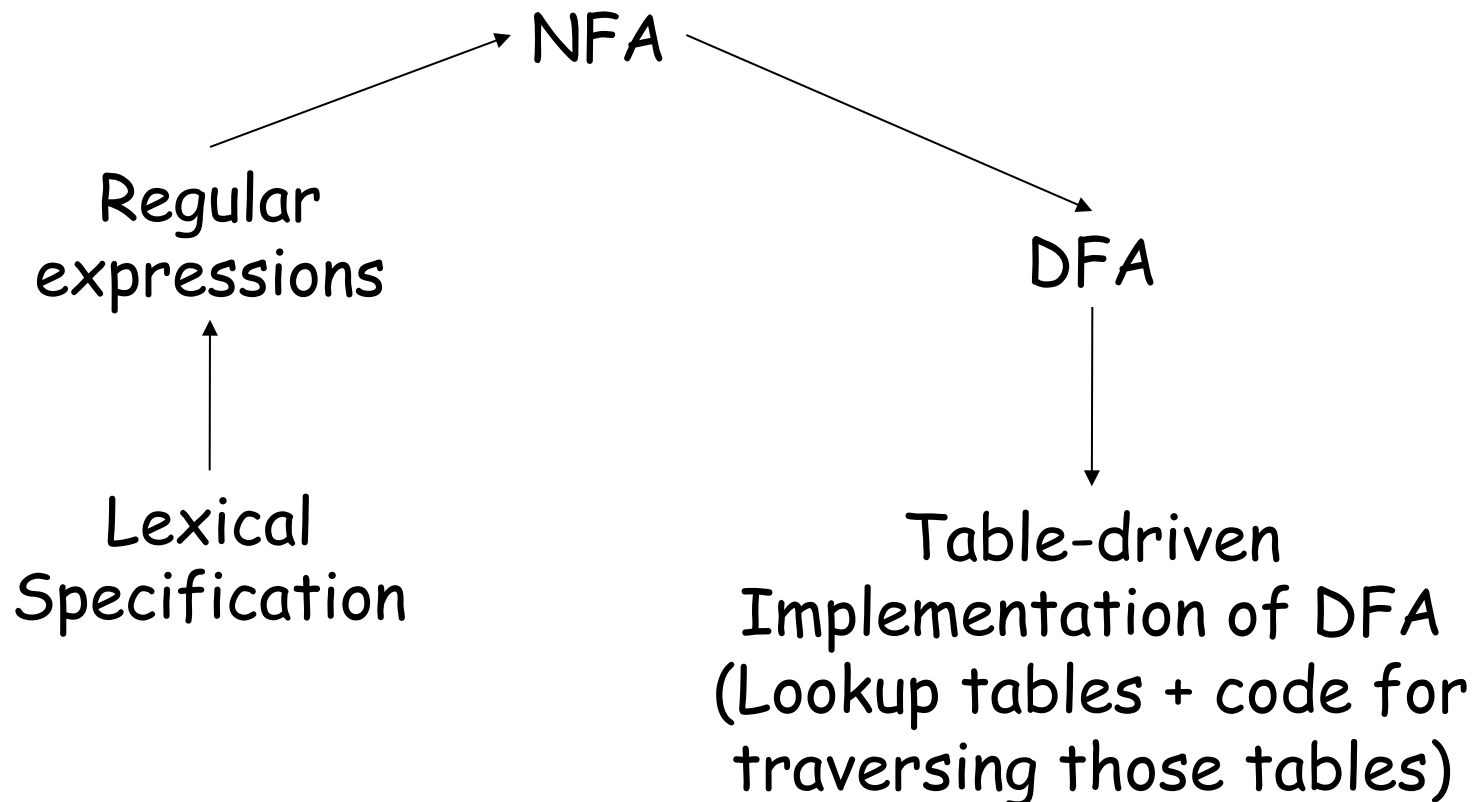 NFA
Regular
expressions
DFA
Lexical
Specification
Table-driven
Implementation of DFA
(Lookup tables + code for
traversing those tables)